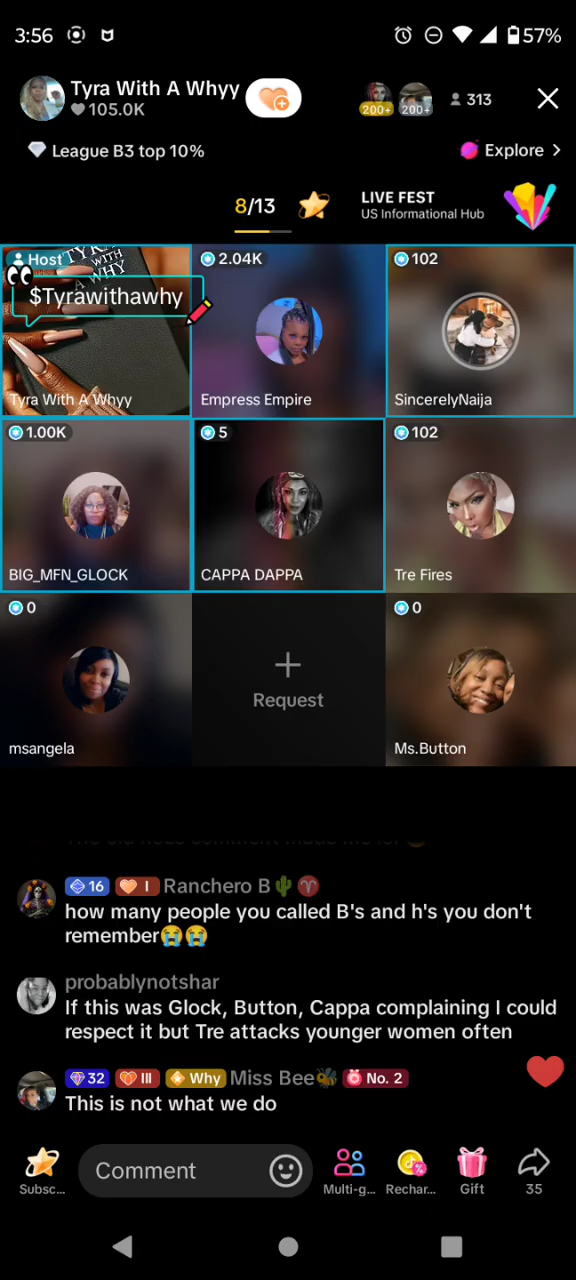 3:56
57%
Tyra With A Whyy
105.0K
200+
200+
313
League B3 top 10%
Explore >
8/13
LIVE FEST
US Informational Hub
Host
TYRA
WITH
A WHY
$Tyrawithawhy
Tyra With A Whyy
2.04K
Empress Empire
102
SincerelyNaija
1.00K
BIG_MFN_GLOCK
5
CAPPA DAPPA
102
Tre Fires
0
msangela
+
Request
0
Ms.Button
16 I Ranchero B🌵♈
how many people you called B's and h's you don't
remember😭😭
probablynotshar
If this was Glock, Button, Cappa complaining I could
respect it but Tre attacks younger women often
32 III Why Miss Bee🐝 No. 2
This is not what we do
Subsc...
Comment
Multi-g...
Rechar...
Gift
35